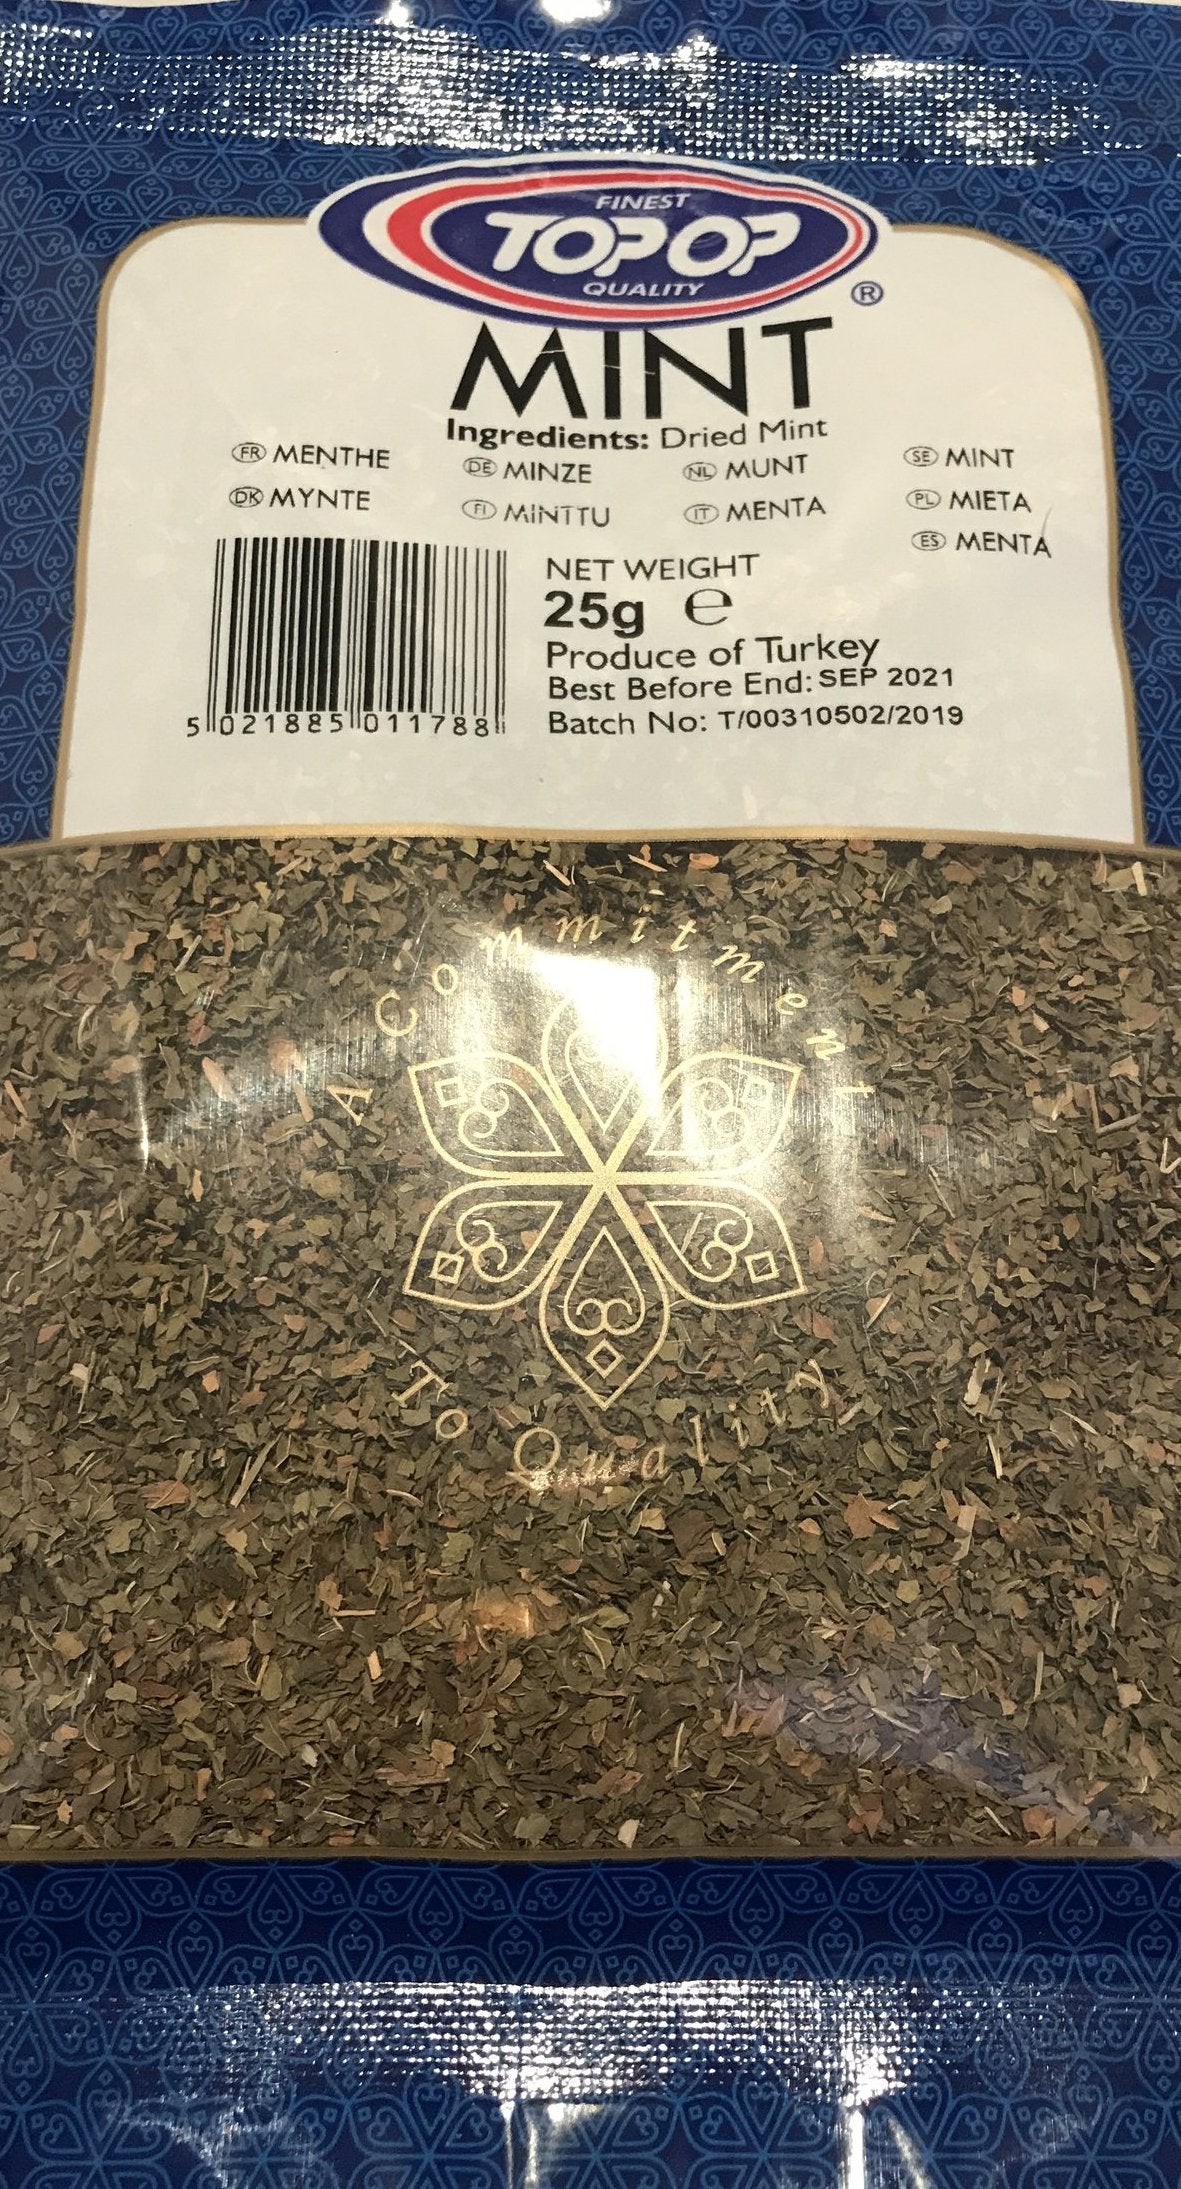 FINEST
TOPOP
QUALITY
®
MINT
Ingredients: Dried Mint
FR MENTHE DE MINZE NL MUNT SE MINT
DK MYNTE FI MINTTU IT MENTA PL MIETA
ES MENTA
NET WEIGHT
25g ℮
Produce of Turkey
Best Before End: SEP 2021
Batch No: T/00310502/2019
5 021885 011788
A Commitment
To Quality